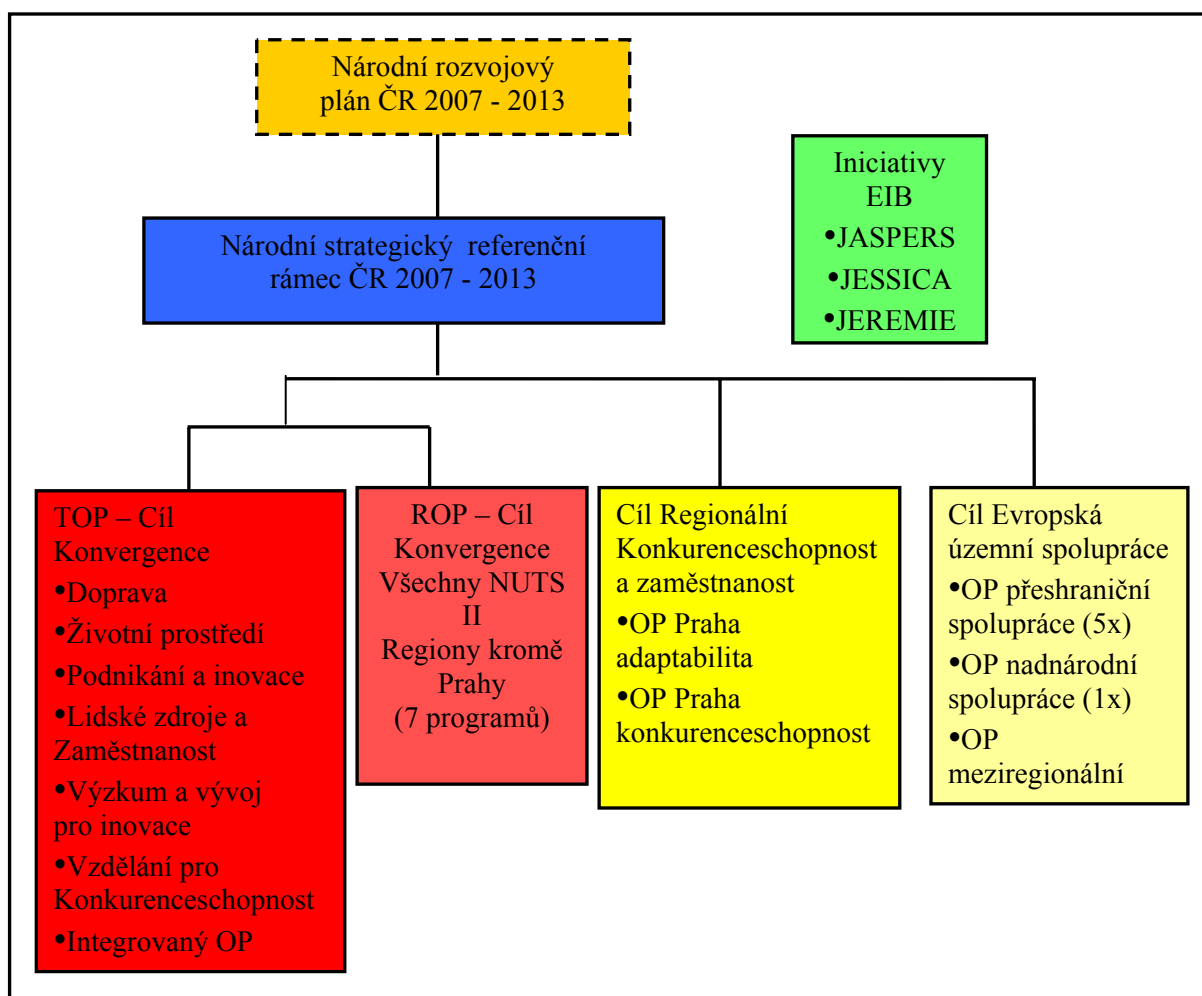 Národní rozvojový
plán ČR 2007 - 2013
Iniciativy
EIB
•JASPERS
•JESSICA
•JEREMIE
Národní strategický referenční
rámec ČR 2007 - 2013
TOP – Cíl
Konvergence
•Doprava
•Životní prostředí
•Podnikání a inovace
•Lidské zdroje a
Zaměstnanost
•Výzkum a vývoj
pro inovace
•Vzdělání pro
Konkurenceschopnost
•Integrovaný OP
ROP – Cíl
Konvergence
Všechny NUTS
II
Regiony kromě
Prahy
(7 programů)
Cíl Regionální
Konkurenceschopnost
a zaměstnanost
•OP Praha
adaptabilita
•OP Praha
konkurenceschopnost
Cíl Evropská
územní spolupráce
•OP přeshraniční
spolupráce (5x)
•OP nadnárodní
spolupráce (1x)
•OP
meziregionální